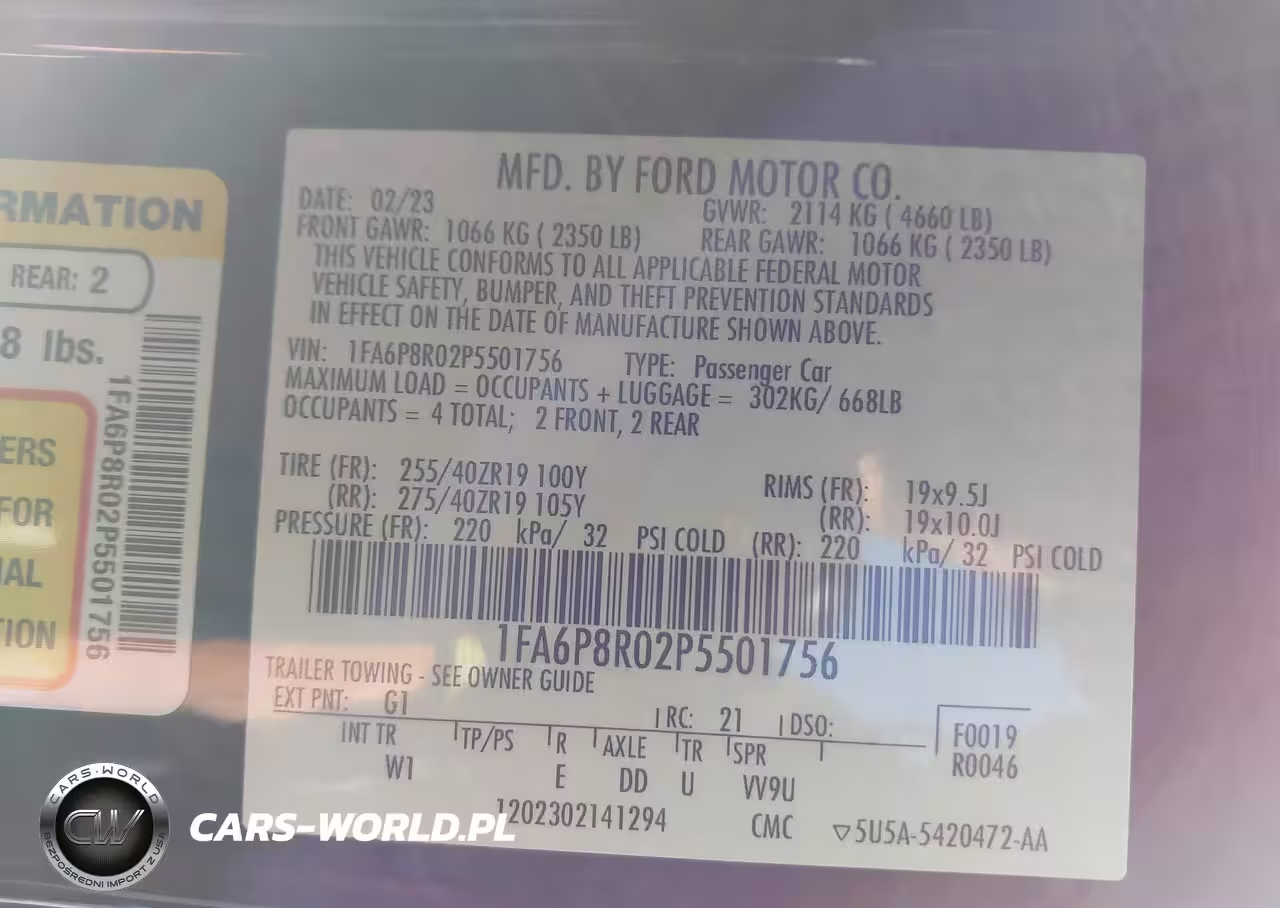 RMATION
REAR: 2
8 lbs.
1FA6P8R02P5501756
ERS
FOR
IAL
TION
MFD. BY FORD MOTOR CO.
DATE: 02/23 GVWR: 2114 KG ( 4660 LB)
FRONT GAWR: 1066 KG ( 2350 LB) REAR GAWR: 1066 KG ( 2350 LB)
THIS VEHICLE CONFORMS TO ALL APPLICABLE FEDERAL MOTOR
VEHICLE SAFETY, BUMPER, AND THEFT PREVENTION STANDARDS
IN EFFECT ON THE DATE OF MANUFACTURE SHOWN ABOVE.
VIN: 1FA6P8R02P5501756 TYPE: Passenger Car
MAXIMUM LOAD = OCCUPANTS + LUGGAGE = 302KG/ 668LB
OCCUPANTS = 4 TOTAL; 2 FRONT, 2 REAR
TIRE (FR): 255/40ZR19 100Y RIMS (FR): 19x9.5J
(RR): 275/40ZR19 105Y (RR): 19x10.0J
PRESSURE (FR): 220 kPa/ 32 PSI COLD (RR): 220 kPa/ 32 PSI COLD
1FA6P8R02P5501756
TRAILER TOWING - SEE OWNER GUIDE
EXT PNT: G1 RC: 21 DSO: F0019
INT TR TP/PS R AXLE TR SPR R0046
W1 E DD U VV9U
1202302141294 CMC ▽5U5A-5420472-AA
CARS-WORLD
CW
BEZPOŚREDNI IMPORT Z USA
CARS-WORLD.PL